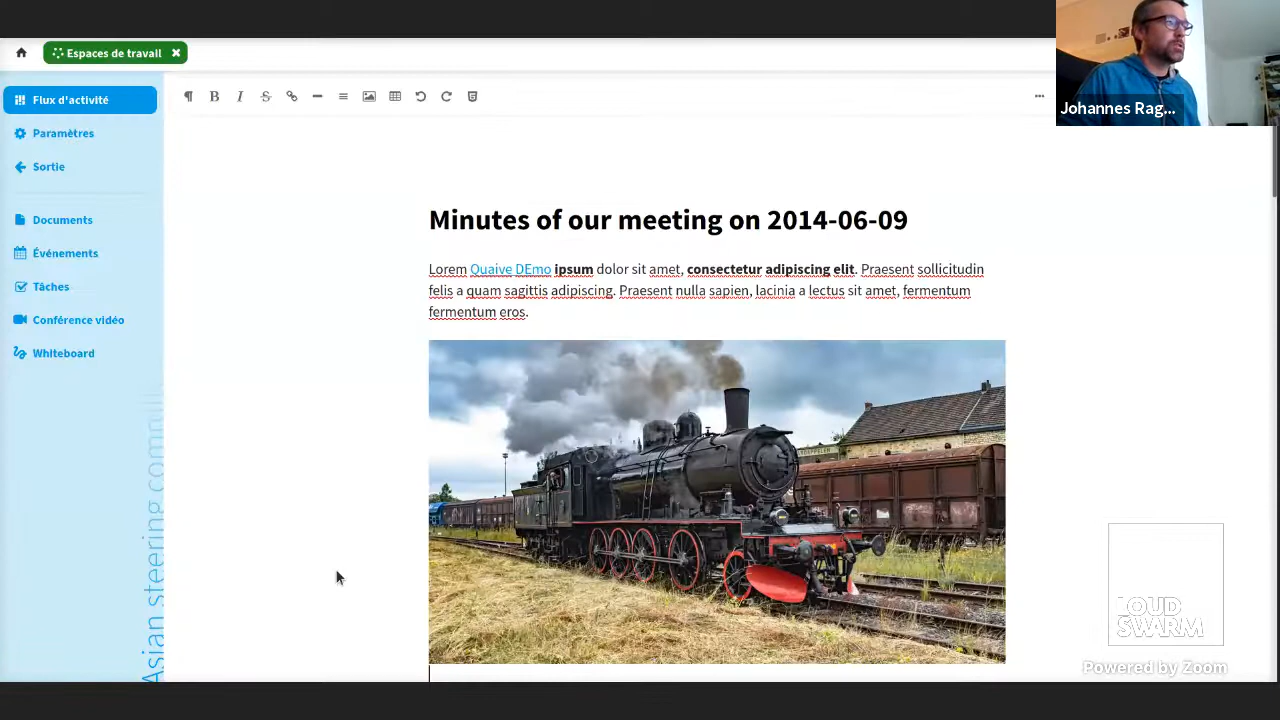 Espaces de travail
Johannes Rag...
Flux d'activité
Paramètres
Sortie
Documents
Événements
Tâches
Conférence vidéo
Whiteboard
Asian steering commi
Minutes of our meeting on 2014-06-09
Lorem Quaive DEmo ipsum dolor sit amet, consectetur adipiscing elit. Praesent sollicitudin
felis a quam sagittis adipiscing. Praesent nulla sapien, lacinia a lectus sit amet, fermentum
fermentum eros.
LOUD
SWARM
Powered by Zoom